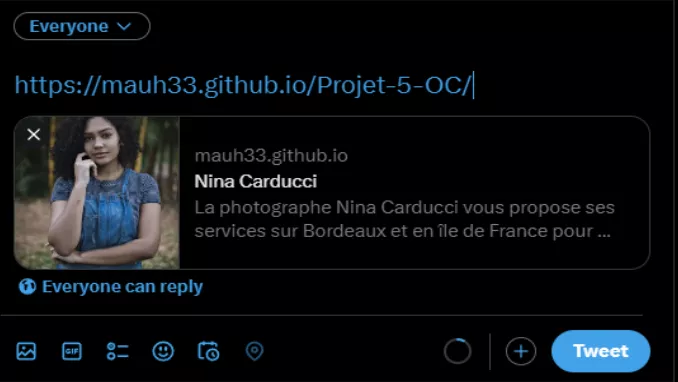 Everyone
https://mauh33.github.io/Projet-5-OC/
mauh33.github.io
Nina Carducci
La photographe Nina Carducci vous propose ses
services sur Bordeaux et en île de France pour ...
Everyone can reply
GIF
Tweet